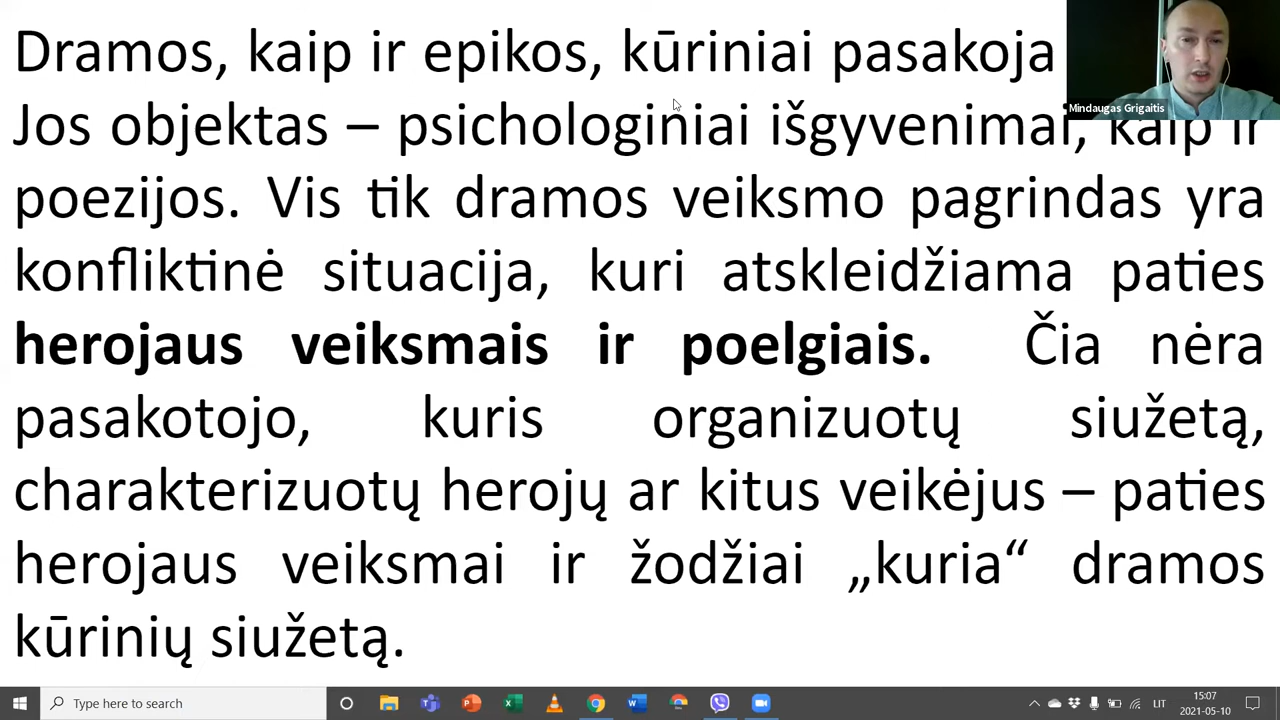 Dramos, kaip ir epikos, kūriniai pasakoja
Jos objektas – psichologiniai išgyvenimai, kaip ir
poezijos. Vis tik dramos veiksmo pagrindas yra
konfliktinė situacija, kuri atskleidžiama paties
herojaus veiksmais ir poelgiais. Čia nėra
pasakotojo, kuris organizuotų siužetą,
charakterizuotų herojų ar kitus veikėjus – paties
herojaus veiksmai ir žodžiai „kuria“ dramos
kūrinių siužetą.
Mindaugas Grigaitis
Type here to search
LIT
15:07
2021-05-10